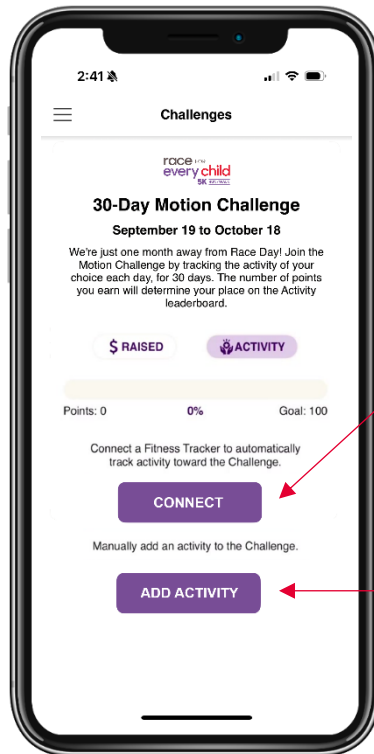 2:41
Challenges
race FOR
every child
5K RUN/WALK
30-Day Motion Challenge
September 19 to October 18
We're just one month away from Race Day! Join the
Motion Challenge by tracking the activity of your
choice each day, for 30 days. The number of points
you earn will determine your place on the Activity
leaderboard.
$ RAISED
ACTIVITY
Points: 0
0%
Goal: 100
Connect a Fitness Tracker to automatically
track activity toward the Challenge.
CONNECT
Manually add an activity to the Challenge.
ADD ACTIVITY